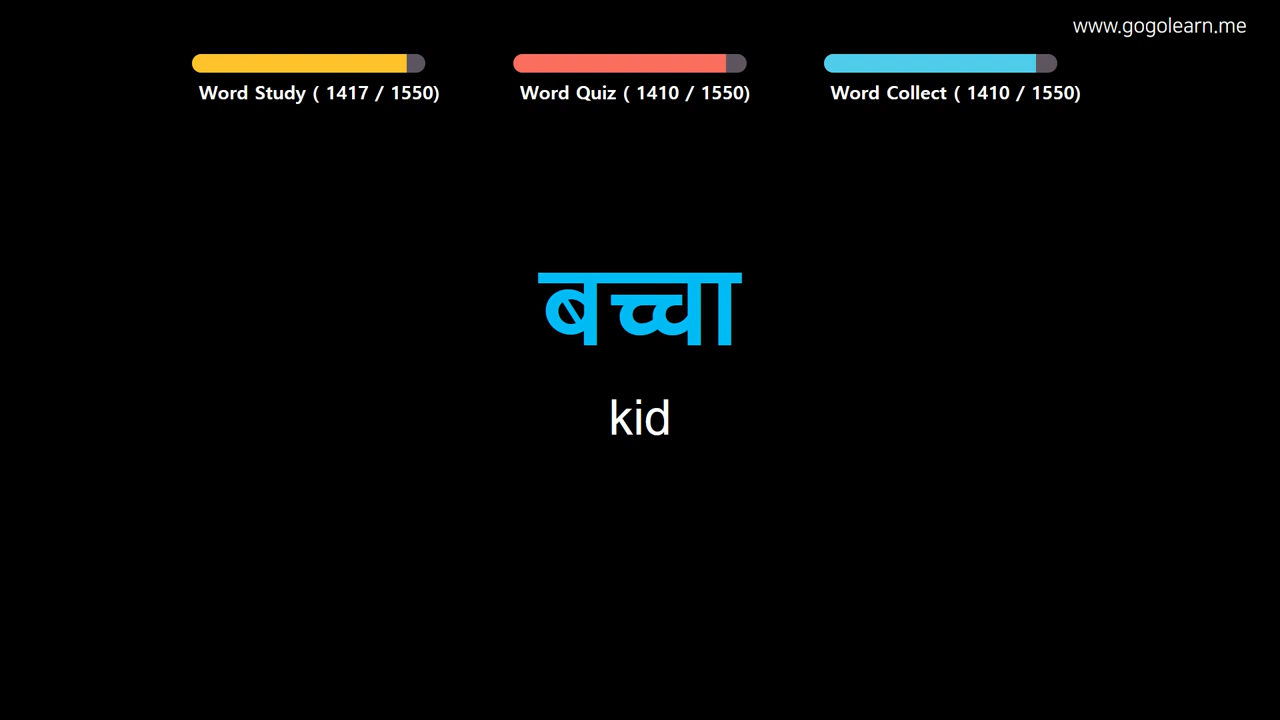 www.gogolearn.me
Word Study ( 1417 / 1550)
Word Quiz ( 1410 / 1550)
Word Collect ( 1410 / 1550)
बच्चा
kid